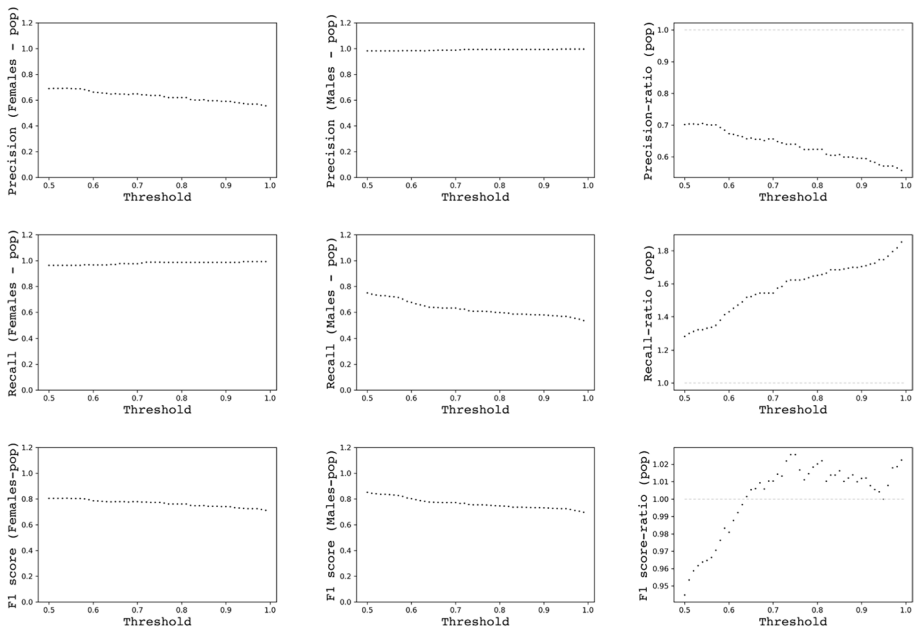 Precision (Females - pop)
1.2
1.0
0.8
0.6
0.4
0.2
0.0
0.5 0.6 0.7 0.8 0.9 1.0
Threshold
Precision (Males - pop)
1.2
1.0
0.8
0.6
0.4
0.2
0.0
0.5 0.6 0.7 0.8 0.9 1.0
Threshold
Precision-ratio (pop)
1.0
0.9
0.8
0.7
0.6
0.5 0.6 0.7 0.8 0.9 1.0
Threshold
Recall (Females - pop)
1.2
1.0
0.8
0.6
0.4
0.2
0.0
0.5 0.6 0.7 0.8 0.9 1.0
Threshold
Recall (Males - pop)
1.2
1.0
0.8
0.6
0.4
0.2
0.0
0.5 0.6 0.7 0.8 0.9 1.0
Threshold
Recall-ratio (pop)
1.8
1.6
1.4
1.2
1.0
0.5 0.6 0.7 0.8 0.9 1.0
Threshold
F1 score (Females-pop)
1.2
1.0
0.8
0.6
0.4
0.2
0.0
0.5 0.6 0.7 0.8 0.9 1.0
Threshold
F1 score (Males-pop)
1.2
1.0
0.8
0.6
0.4
0.2
0.0
0.5 0.6 0.7 0.8 0.9 1.0
Threshold
F1 score-ratio (pop)
1.02
1.01
1.00
0.99
0.98
0.97
0.96
0.95
0.5 0.6 0.7 0.8 0.9 1.0
Threshold